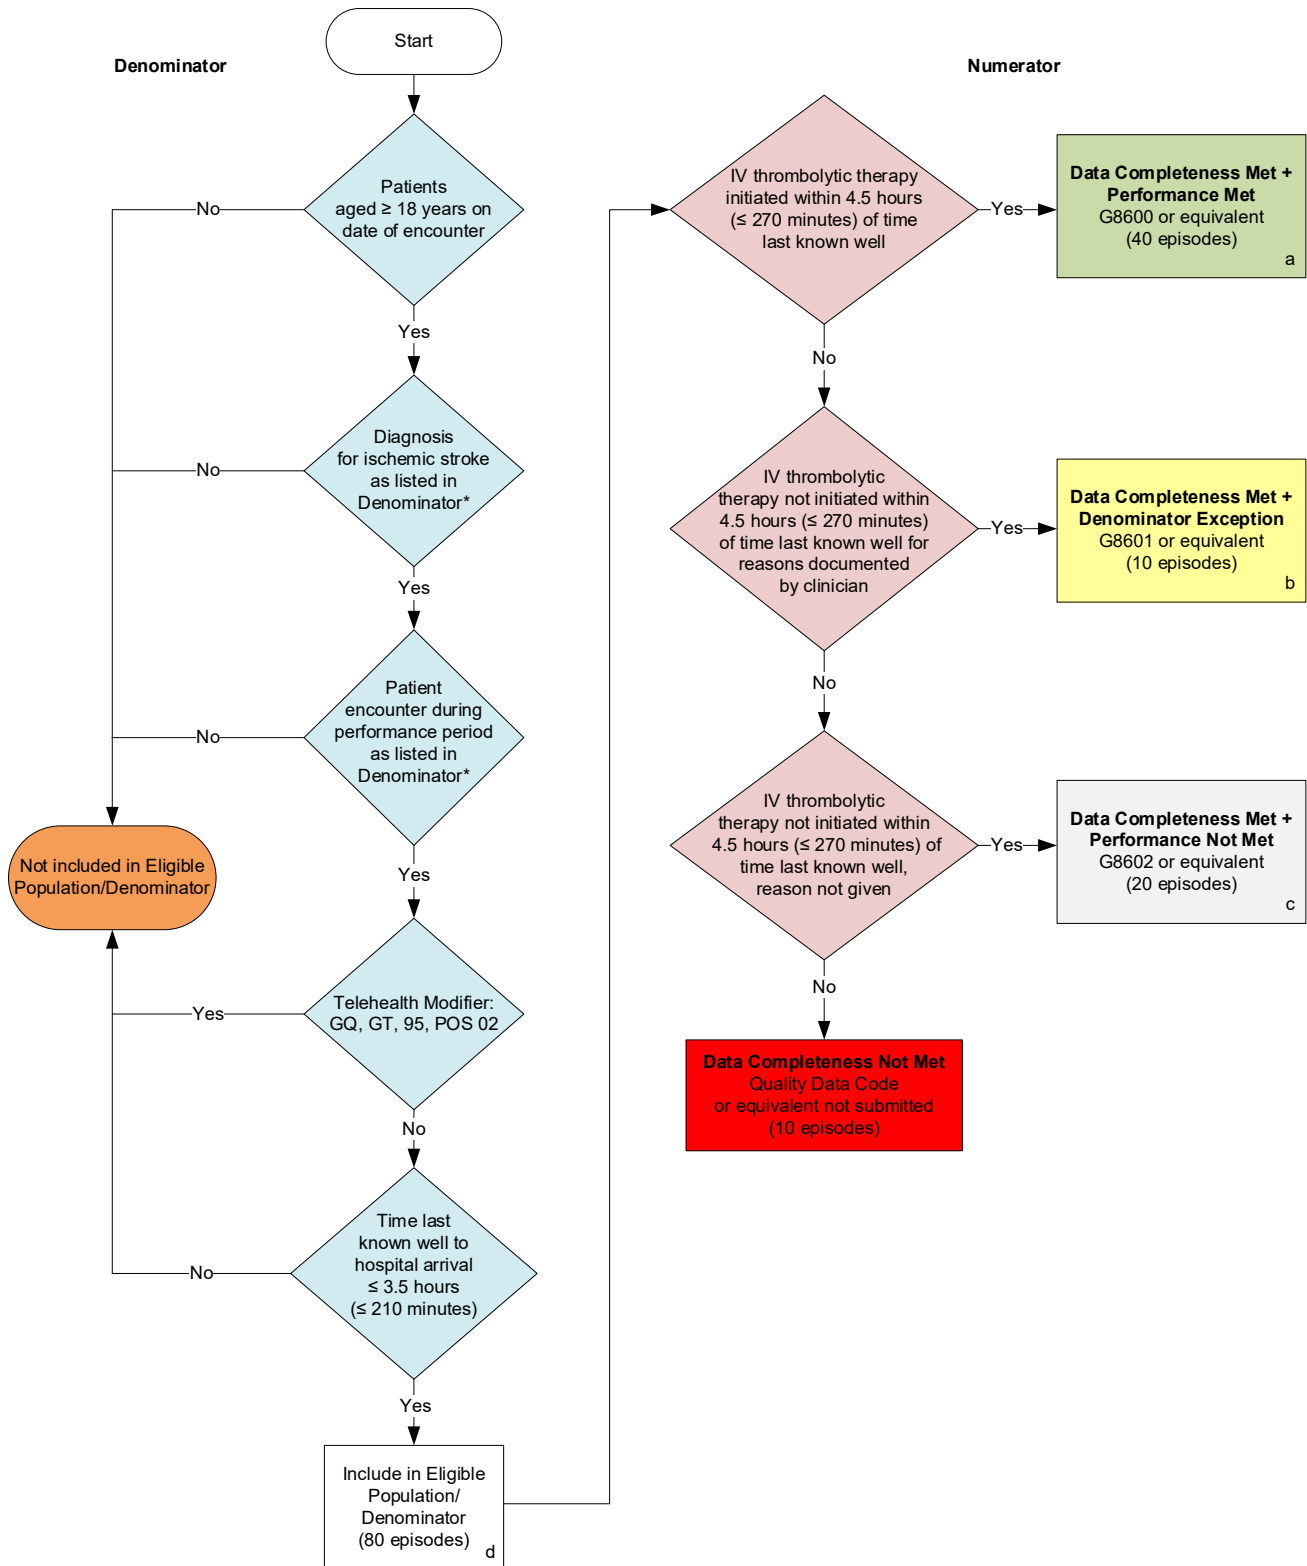 Start
Denominator
Patients
aged ≥ 18 years on
date of encounter
No
Yes
Diagnosis
for ischemic stroke
as listed in
Denominator*
No
Yes
Patient
encounter during
performance period
as listed in
Denominator*
No
Yes
Not included in Eligible
Population/Denominator
Telehealth Modifier:
GQ, GT, 95, POS 02
Yes
No
Time last
known well to
hospital arrival
≤ 3.5 hours
(≤ 210 minutes)
No
Yes
Include in Eligible
Population/
Denominator
(80 episodes)
d
Numerator
IV thrombolytic therapy
initiated within 4.5 hours
(≤ 270 minutes) of time
last known well
Yes
Data Completeness Met +
Performance Met
G8600 or equivalent
(40 episodes)
a
No
IV thrombolytic
therapy not initiated within
4.5 hours (≤ 270 minutes)
of time last known well for
reasons documented
by clinician
Yes
Data Completeness Met +
Denominator Exception
G8601 or equivalent
(10 episodes)
b
No
IV thrombolytic
therapy not initiated within
4.5 hours (≤ 270 minutes) of
time last known well,
reason not given
Yes
Data Completeness Met +
Performance Not Met
G8602 or equivalent
(20 episodes)
c
No
Data Completeness Not Met
Quality Data Code
or equivalent not submitted
(10 episodes)